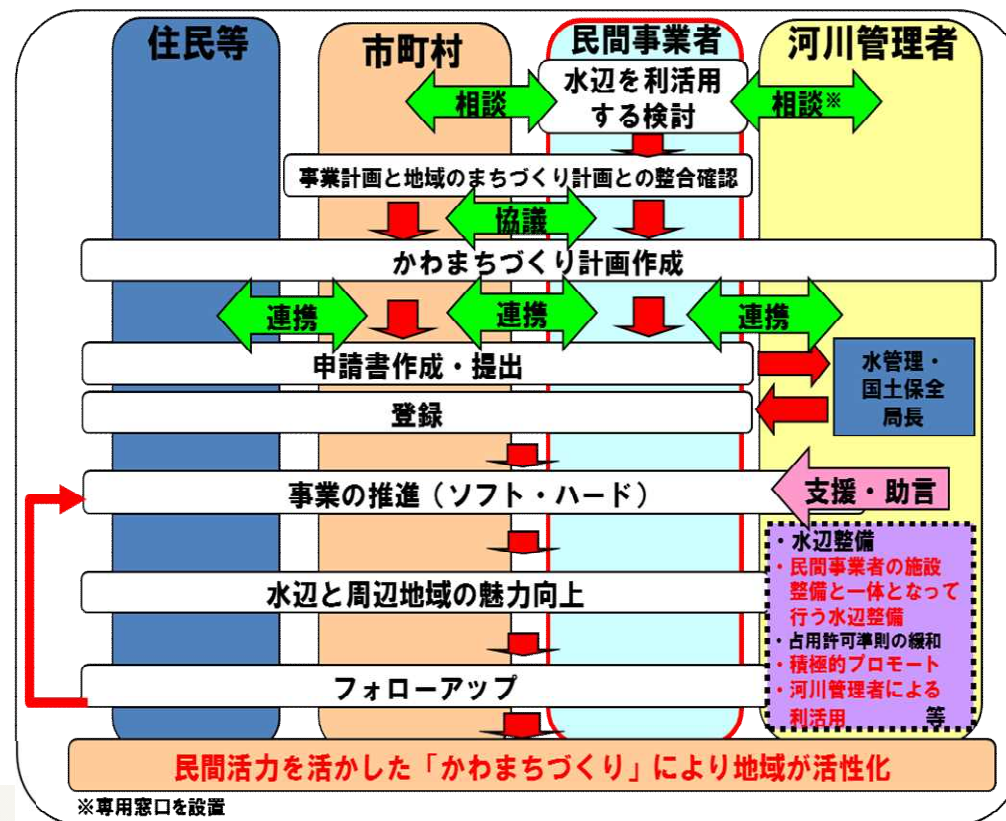 住民等
市町村
民間事業者
河川管理者
相談
水辺を利活用
する検討
相談※
事業計画と地域のまちづくり計画との整合確認
協議
かわまちづくり計画作成
連携
連携
連携
申請書作成・提出
水管理・
国土保全
局長
登録
事業の推進（ソフト・ハード）
支援・助言
・水辺整備
・民間事業者の施設
整備と一体となって
行う水辺整備
・占用許可準則の緩和
・積極的プロモート
・河川管理者による
利活用 等
水辺と周辺地域の魅力向上
フォローアップ
民間活力を活かした「かわまちづくり」により地域が活性化
※専用窓口を設置